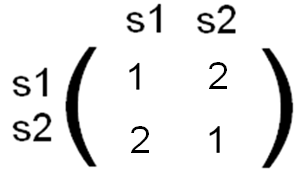 s1 s2
s1 ( 1 2 )
s2 ( 2 1 )